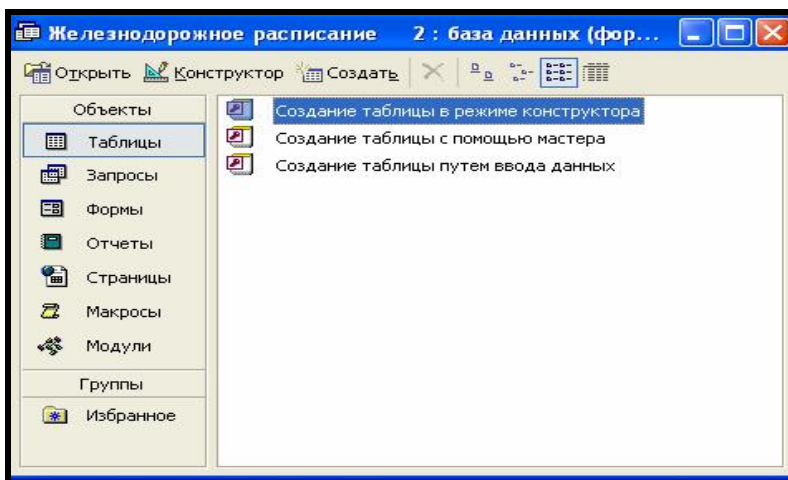 Железнодорожное расписание 2 : база данных (фор...
Открыть Конструктор Создать
Объекты
Таблицы
Запросы
Формы
Отчеты
Страницы
Макросы
Модули
Группы
Избранное
Создание таблицы в режиме конструктора
Создание таблицы с помощью мастера
Создание таблицы путем ввода данных